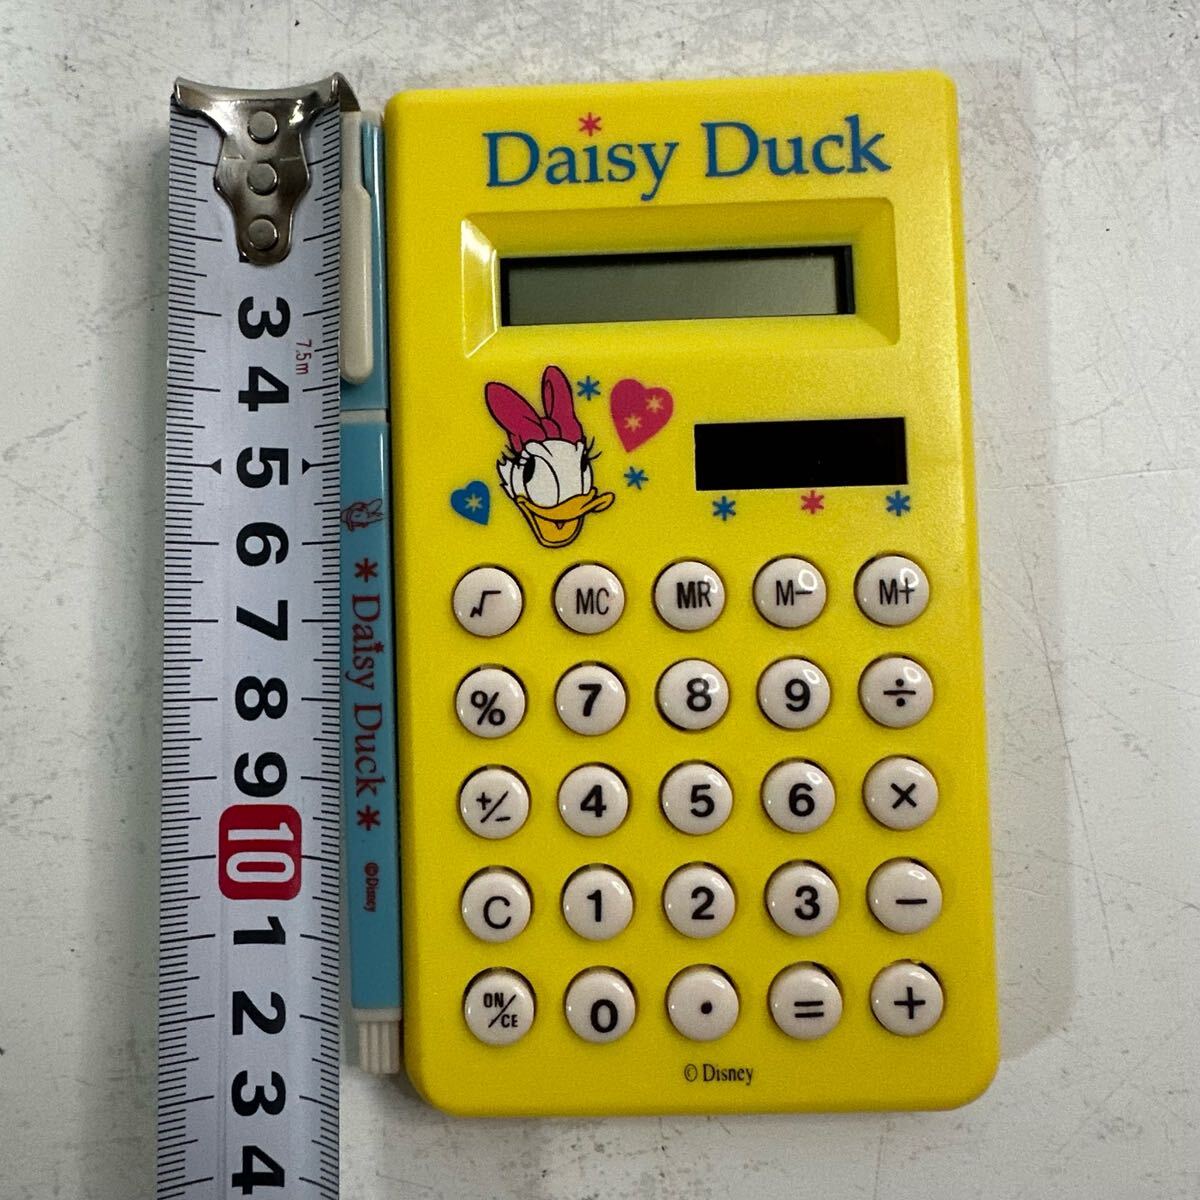 Daisy Duck
√ MC MR M− M+
% 7 8 9 ÷
+/− 4 5 6 ×
C 1 2 3 −
ON/CE 0 . = +
© Disney
* Daisy Duck *
©Disney
3
7.5m
4
5
6
7
8
9
10
1
2
3
4